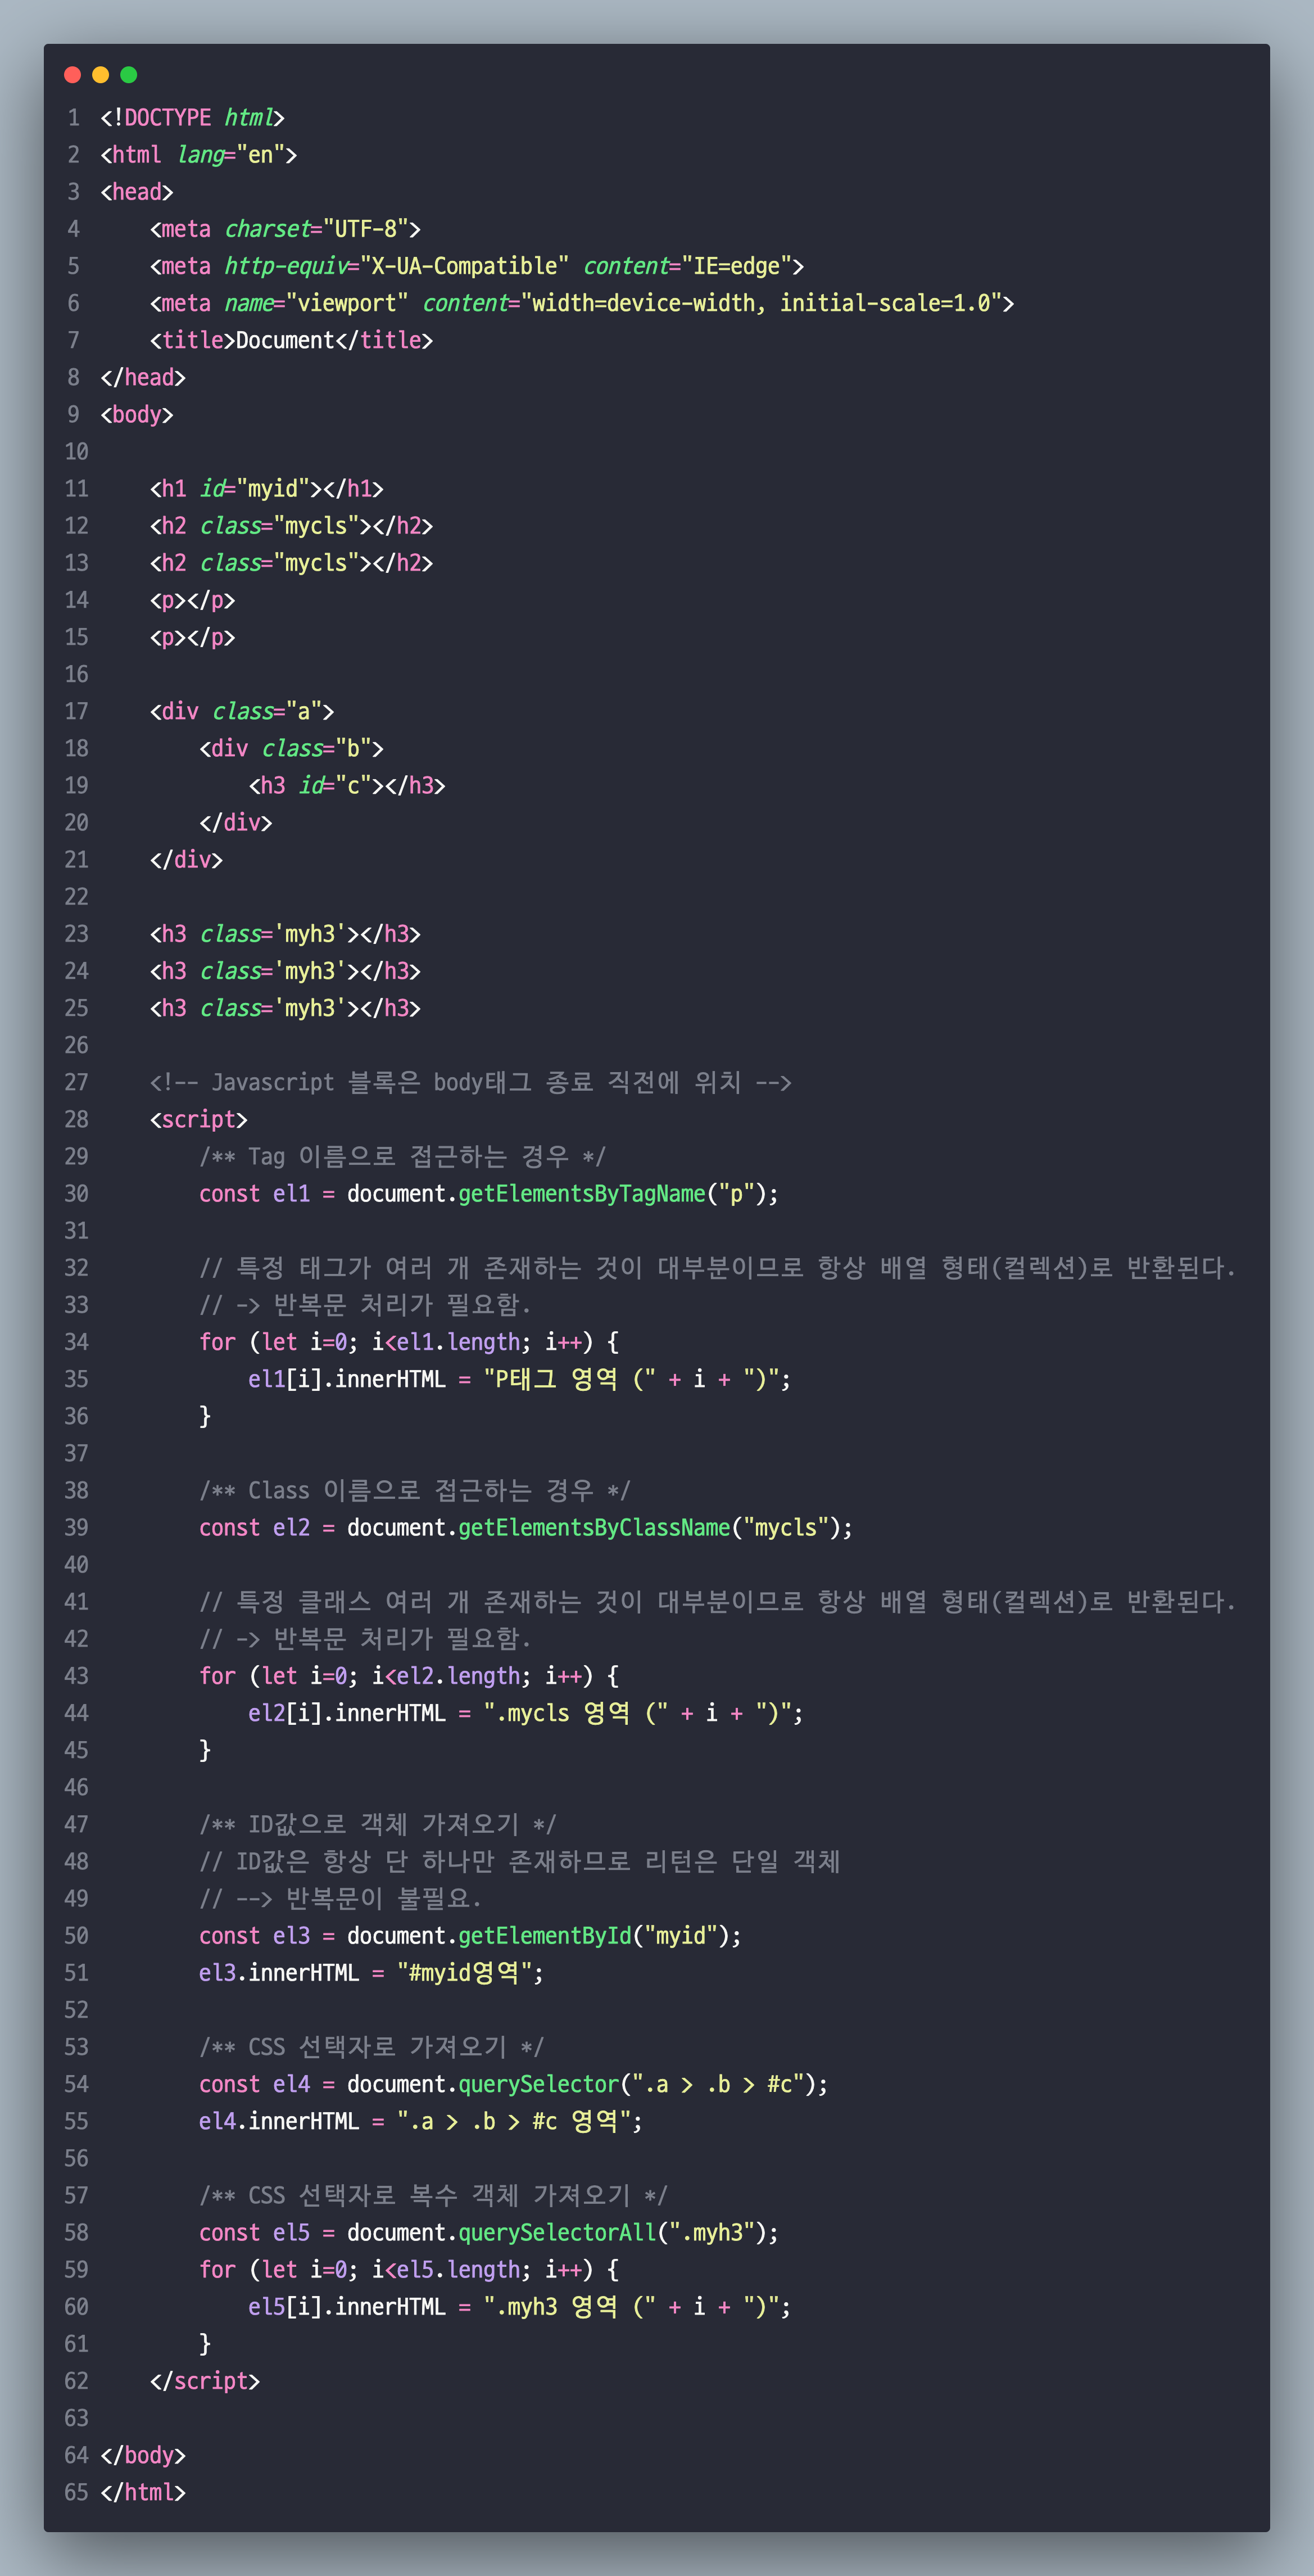 1 <!DOCTYPE html>
2 <html lang="en">
3 <head>
4     <meta charset="UTF-8">
5     <meta http-equiv="X-UA-Compatible" content="IE=edge">
6     <meta name="viewport" content="width=device-width, initial-scale=1.0">
7     <title>Document</title>
8 </head>
9 <body>
10
11     <h1 id="myid"></h1>
12     <h2 class="mycls"></h2>
13     <h2 class="mycls"></h2>
14     <p></p>
15     <p></p>
16
17     <div class="a">
18         <div class="b">
19             <h3 id="c"></h3>
20         </div>
21     </div>
22
23     <h3 class='myh3'></h3>
24     <h3 class='myh3'></h3>
25     <h3 class='myh3'></h3>
26
27     <!-- Javascript 블록은 body태그 종료 직전에 위치 -->
28     <script>
29         /** Tag 이름으로 접근하는 경우 */
30         const el1 = document.getElementsByTagName("p");
31
32         // 특정 태그가 여러 개 존재하는 것이 대부분이므로 항상 배열 형태(컬렉션)로 반환된다.
33         // -> 반복문 처리가 필요함.
34         for (let i=0; i<el1.length; i++) {
35             el1[i].innerHTML = "P태그 영역 (" + i + ")";
36         }
37
38         /** Class 이름으로 접근하는 경우 */
39         const el2 = document.getElementsByClassName("mycls");
40
41         // 특정 클래스 여러 개 존재하는 것이 대부분이므로 항상 배열 형태(컬렉션)로 반환된다.
42         // -> 반복문 처리가 필요함.
43         for (let i=0; i<el2.length; i++) {
44             el2[i].innerHTML = ".mycls 영역 (" + i + ")";
45         }
46
47         /** ID값으로 객체 가져오기 */
48         // ID값은 항상 단 하나만 존재하므로 리턴은 단일 객체
49         // --> 반복문이 불필요.
50         const el3 = document.getElementById("myid");
51         el3.innerHTML = "#myid영역";
52
53         /** CSS 선택자로 가져오기 */
54         const el4 = document.querySelector(".a > .b > #c");
55         el4.innerHTML = ".a > .b > #c 영역";
56
57         /** CSS 선택자로 복수 객체 가져오기 */
58         const el5 = document.querySelectorAll(".myh3");
59         for (let i=0; i<el5.length; i++) {
60             el5[i].innerHTML = ".myh3 영역 (" + i + ")";
61         }
62     </script>
63
64 </body>
65 </html>